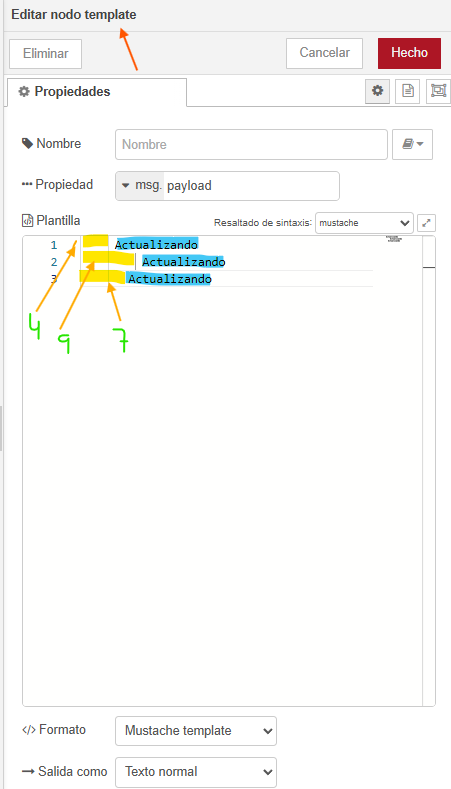 Editar nodo template
Eliminar
Cancelar
Hecho
Propiedades
Nombre
Nombre
Propiedad
msg. payload
Plantilla
Resaltado de sintaxis:
mustache
1 Actualizando
2 Actualizando
3 Actualizando
4
9
7
Formato
Mustache template
Salida como
Texto normal